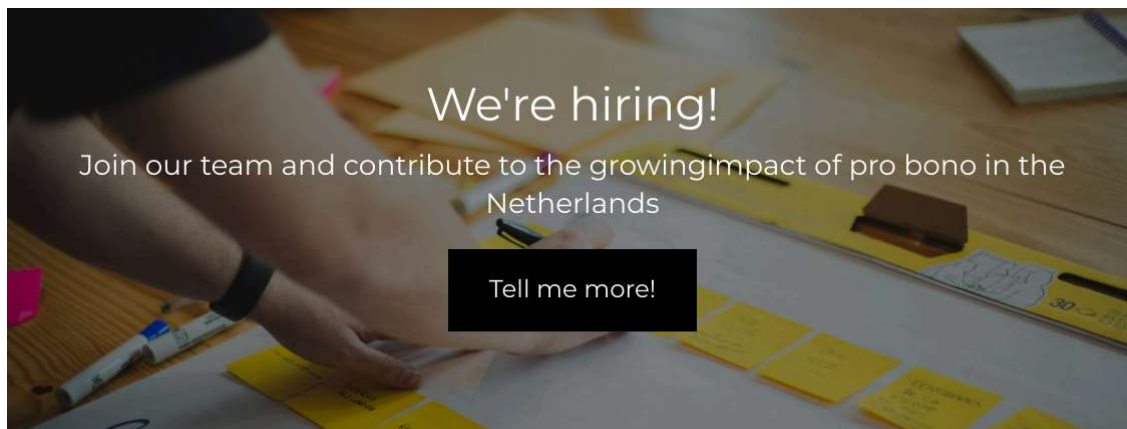 We're hiring!
Join our team and contribute to the growingimpact of pro bono in the
Netherlands
Tell me more!
30